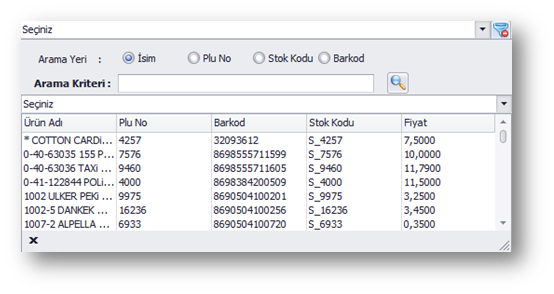 Seçiniz
Arama Yeri : İsim Plu No Stok Kodu Barkod
Arama Kriteri :
Seçiniz
Ürün Adı Plu No Barkod Stok Kodu Fiyat
* COTTON CARDi... 4257 32093612 S_4257 7,5000
0-40-63035 155 P... 7576 8698555711599 S_7576 10,0000
0-40-63036 TAXi ... 9460 8698555711605 S_9460 11,7900
0-41-122844 POLi... 4000 8698384200509 S_4000 11,5000
1002 ULKER PEKi ... 9975 8690504100201 S_9975 3,2500
1002-5 DANKEK ... 16236 8690504100256 S_16236 3,4500
1007-2 ALPELLA ... 6933 8690504100720 S_6933 0,3500
x